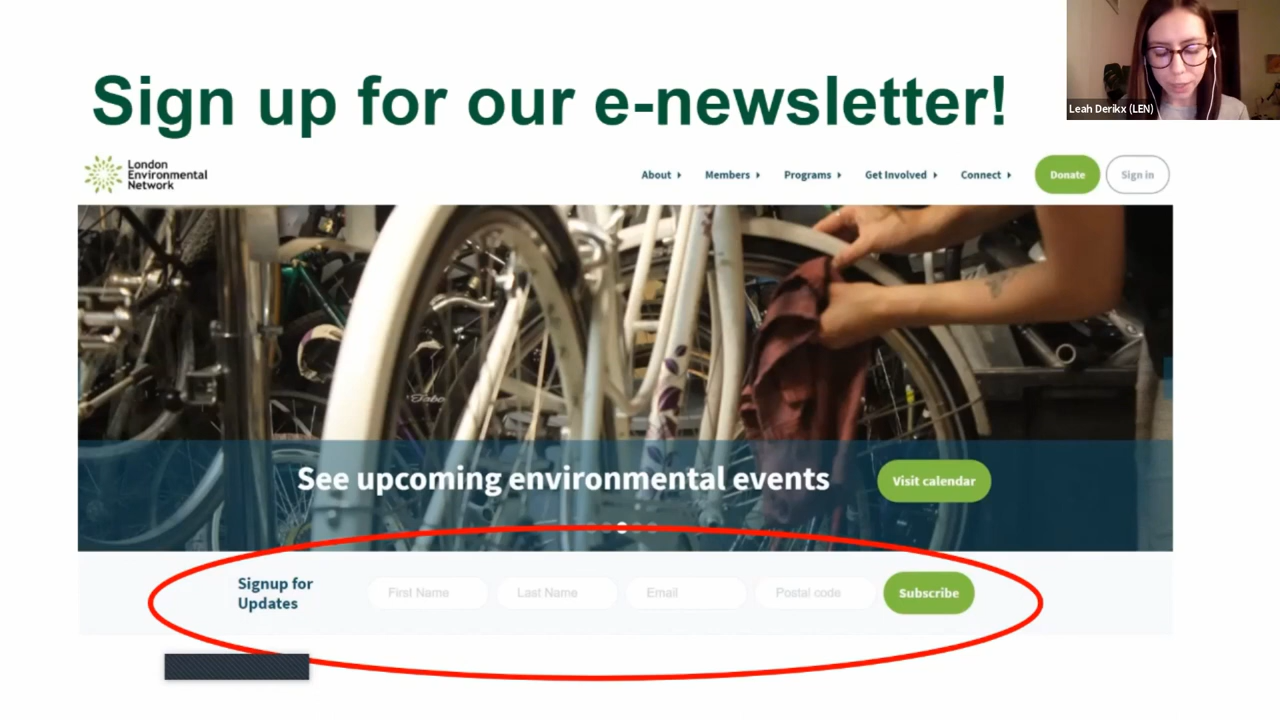 Sign up for our e-newsletter!
Leah Derikx (LEN)
London
Environmental
Network
About
Members
Programs
Get Involved
Connect
Donate
Sign in
See upcoming environmental events
Visit calendar
Signup for
Updates
First Name
Last Name
Email
Postal code
Subscribe